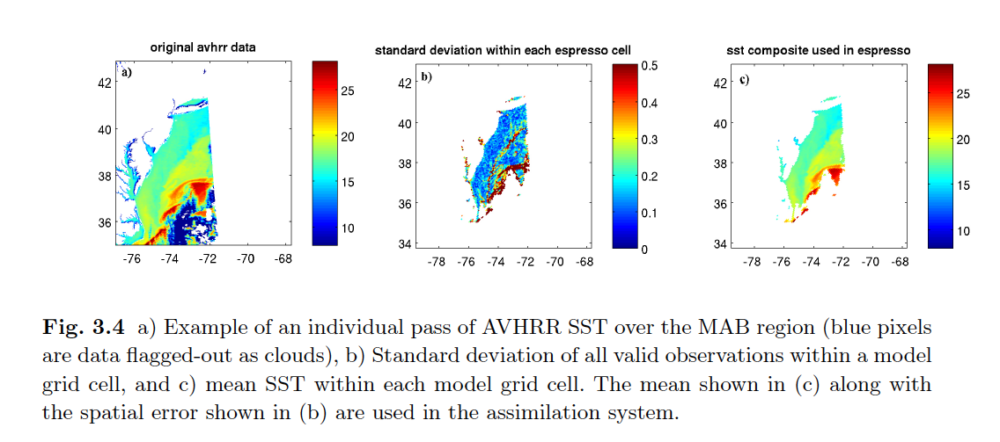 original avhrr data
a)
42
40
38
36
-76 -74 -72 -70 -68
25
20
15
10
standard deviation within each espresso cell
b)
42
40
38
36
34
-78 -76 -74 -72 -70 -68
0.5
0.4
0.3
0.2
0.1
0
sst composite used in espresso
c)
42
40
38
36
34
-78 -76 -74 -72 -70 -68
25
20
15
10
Fig. 3.4 a) Example of an individual pass of AVHRR SST over the MAB region (blue pixels
are data flagged-out as clouds), b) Standard deviation of all valid observations within a model
grid cell, and c) mean SST within each model grid cell. The mean shown in (c) along with
the spatial error shown in (b) are used in the assimilation system.